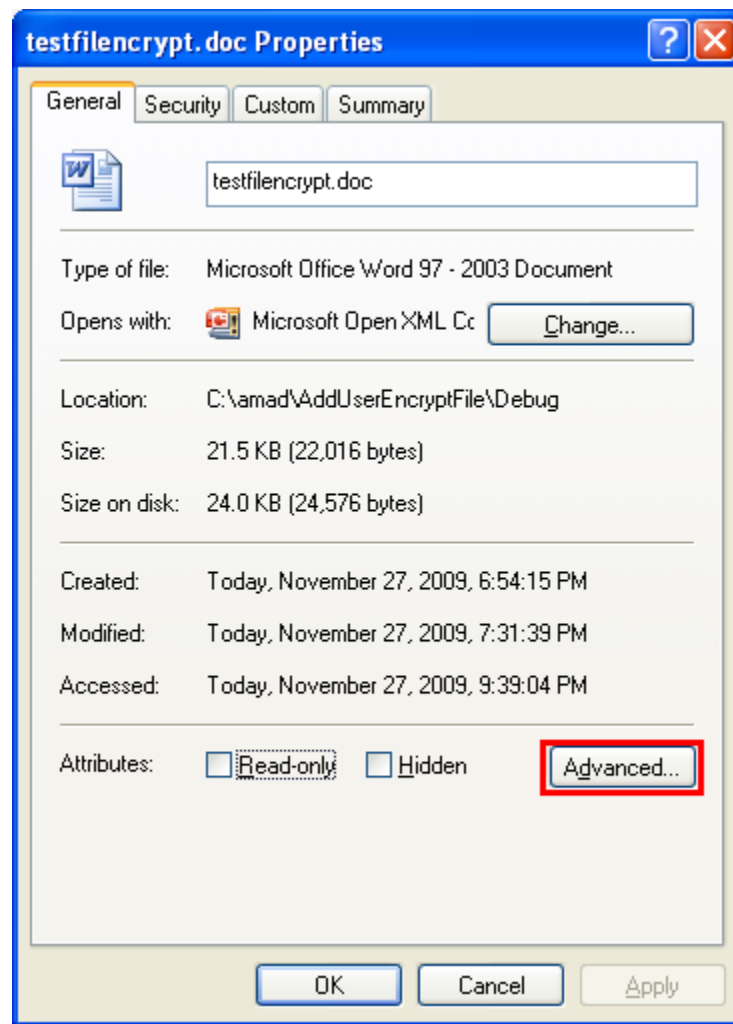 testfilencrypt.doc Properties
General Security Custom Summary
testfilencrypt.doc
Type of file: Microsoft Office Word 97 - 2003 Document
Opens with: Microsoft Open XML Cc Change...
Location: C:\amad\AddUserEncryptFile\Debug
Size: 21.5 KB (22,016 bytes)
Size on disk: 24.0 KB (24,576 bytes)
Created: Today, November 27, 2009, 6:54:15 PM
Modified: Today, November 27, 2009, 7:31:39 PM
Accessed: Today, November 27, 2009, 9:39:04 PM
Attributes: Read-only Hidden Advanced...
OK Cancel Apply